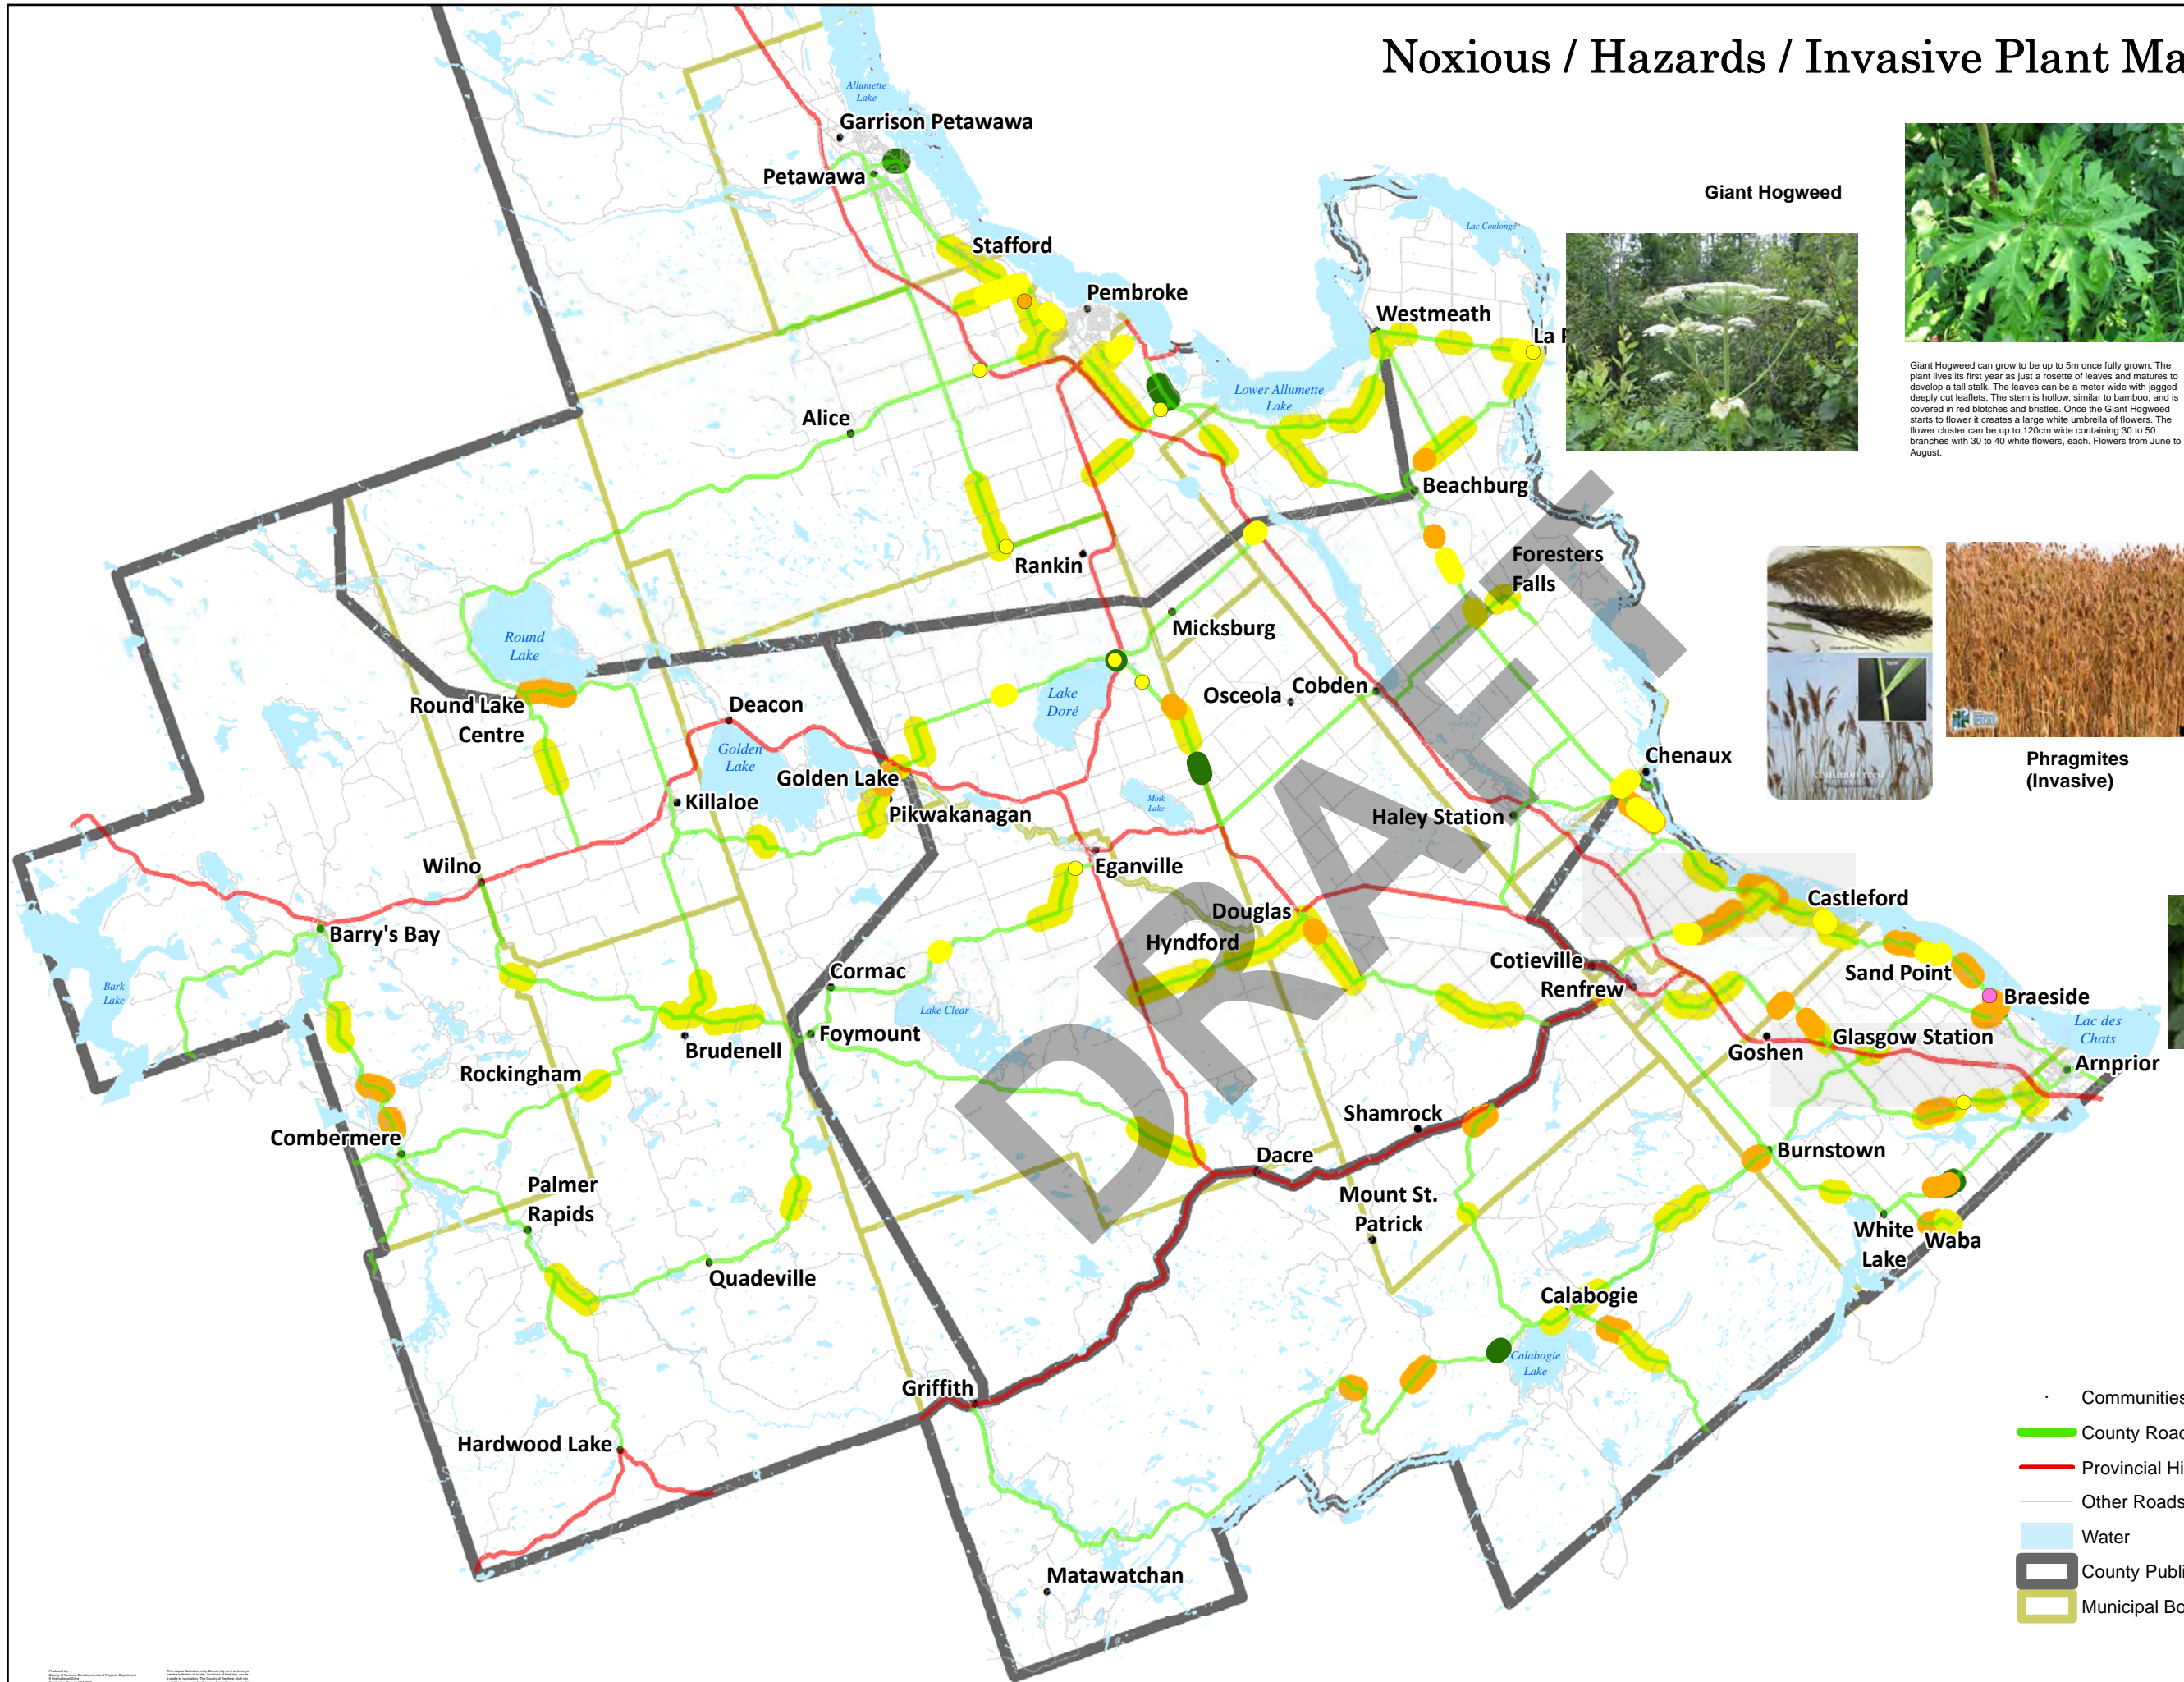 Noxious / Hazards / Invasive Plant Ma
Allumette
Lake
Garrison Petawawa
Petawawa
Giant Hogweed
Lac Coulonge
Stafford
Pembroke
Westmeath
La
Lower Allumette
Lake
Giant Hogweed can grow to be up to 5m once fully grown. The
plant lives its first year as just a rosette of leaves and matures to
develop a tall stalk. The leaves can be a meter wide with jagged
deeply cut leaflets. The stem is hollow, similar to bamboo, and is
covered in red blotches and bristles. Once the Giant Hogweed
starts to flower it creates a large white umbrella of flowers. The
flower cluster can be up to 120cm wide containing 30 to 50
branches with 30 to 40 white flowers, each. Flowers from June to
August.
Alice
Beachburg
Foresters
Falls
Rankin
Micksburg
Round
Lake
Round Lake
Centre
Deacon
Lake
Doré
Osceola
Cobden
Golden
Lake
Golden Lake
Chenaux
Phragmites
(Invasive)
Killaloe
Pikwakanagan
Mink
Lake
Haley Station
Wilno
Eganville
Castleford
Douglas
Hyndford
Barry's Bay
Cormac
Cotieville
Sand Point
Renfrew
Bark
Lake
Lake Clear
Braeside
Foymount
Brudenell
Glasgow Station
Lac des
Chats
Goshen
Arnprior
Rockingham
DRAFT
Shamrock
Combermere
Dacre
Burnstown
Palmer
Rapids
Mount St.
Patrick
White
Lake
Waba
Quadeville
Calabogie
Calabogie
Lake
Griffith
Hardwood Lake
Matawatchan
Communities
County Road
Provincial Hi
Other Roads
Water
County Publi
Municipal Bo